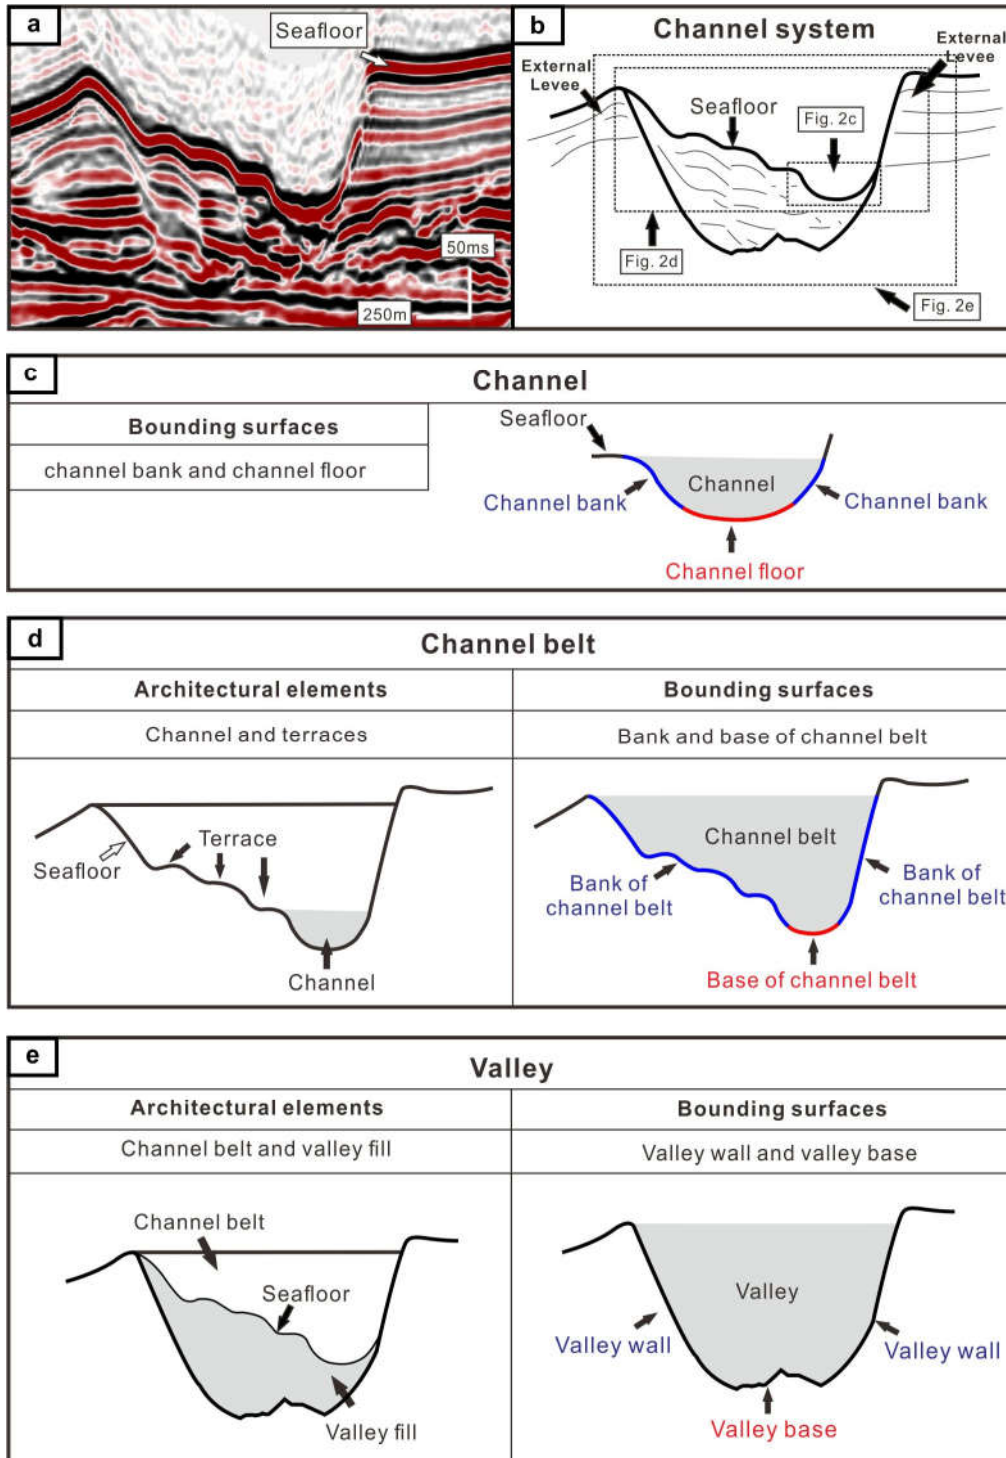 a
Seafloor
50ms
250m
b
Channel system
External
Levee
External
Levee
Seafloor
Fig. 2c
Fig. 2d
Fig. 2e
c
Channel
Bounding surfaces
channel bank and channel floor
Seafloor
Channel
Channel bank
Channel bank
Channel floor
d
Channel belt
Architectural elements
Bounding surfaces
Channel and terraces
Bank and base of channel belt
Terrace
Seafloor
Channel
Channel belt
Bank of
channel belt
Bank of
channel belt
Base of channel belt
e
Valley
Architectural elements
Bounding surfaces
Channel belt and valley fill
Valley wall and valley base
Channel belt
Seafloor
Valley fill
Valley
Valley wall
Valley wall
Valley base